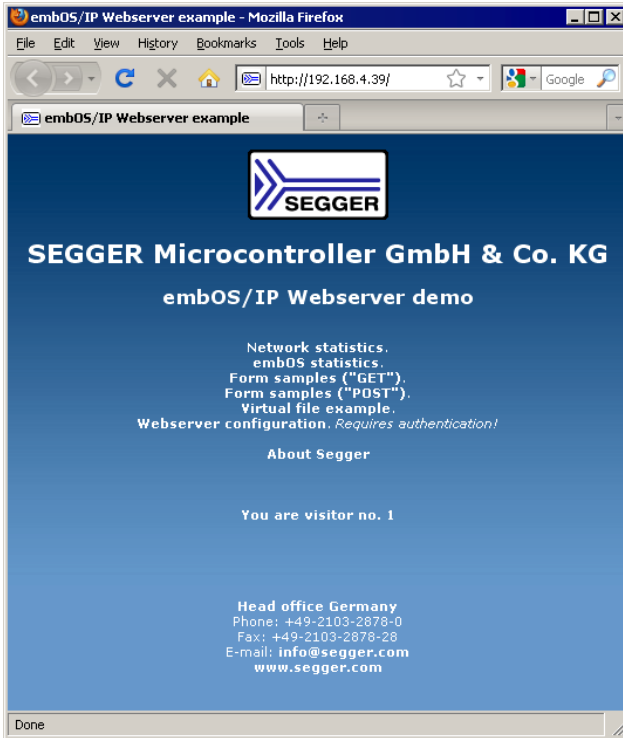 embOS/IP Webserver example - Mozilla Firefox
File Edit View History Bookmarks Tools Help
http://192.168.4.39/ Google
embOS/IP Webserver example
SEGGER
SEGGER Microcontroller GmbH & Co. KG
embOS/IP Webserver demo
Network statistics.
embOS statistics.
Form samples ("GET").
Form samples ("POST").
Virtual file example.
Webserver configuration. Requires authentication!
About Segger
You are visitor no. 1
Head office Germany
Phone: +49-2103-2878-0
Fax: +49-2103-2878-28
E-mail: info@segger.com
www.segger.com
Done